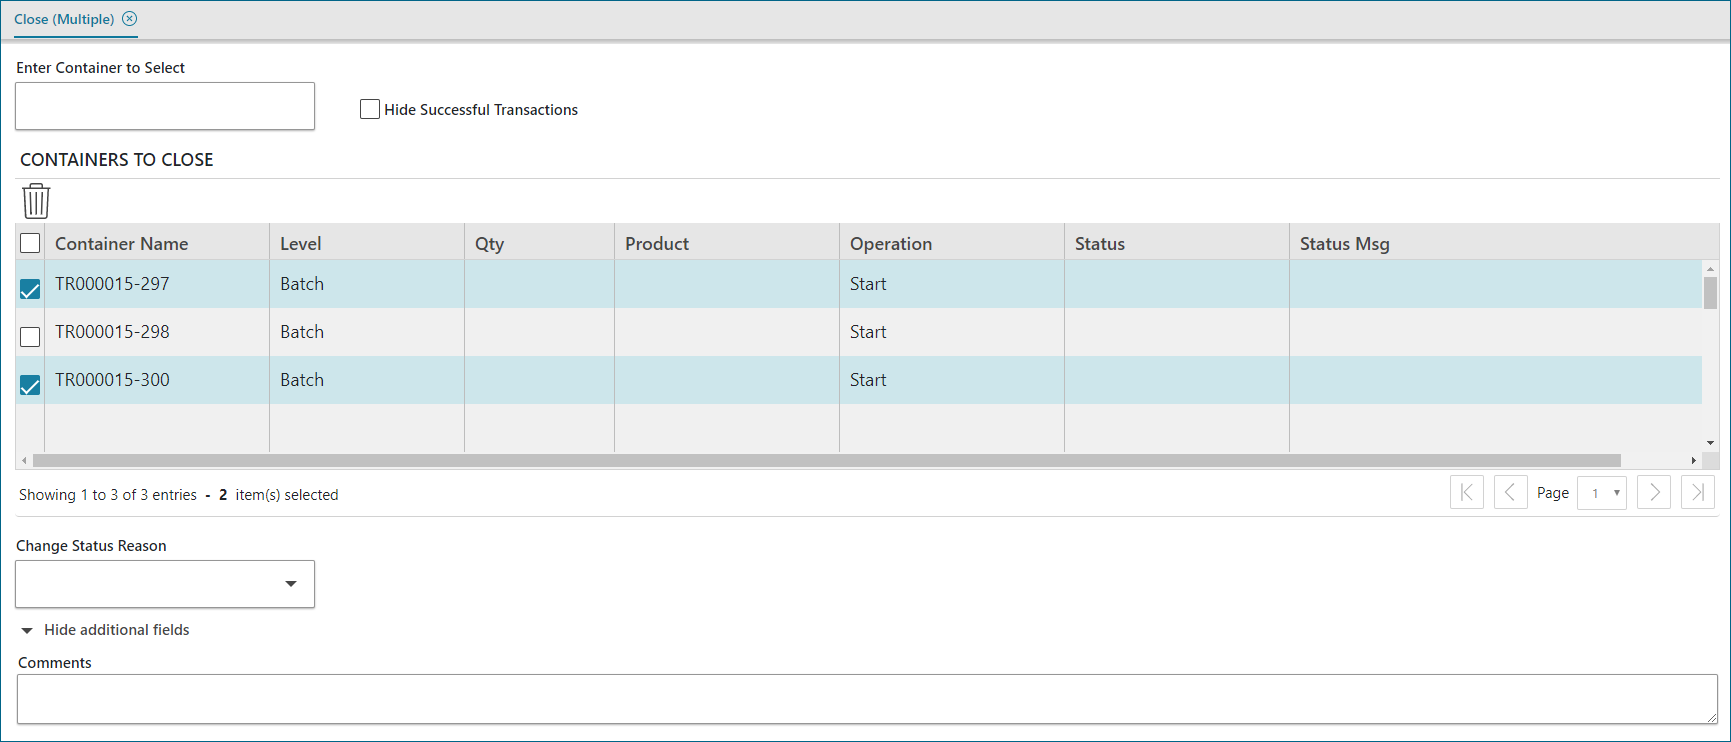 Close (Multiple)
Enter Container to Select
Hide Successful Transactions
CONTAINERS TO CLOSE
Container Name Level Qty Product Operation Status Status Msg
TR000015-297 Batch Start
TR000015-298 Batch Start
TR000015-300 Batch Start
Showing 1 to 3 of 3 entries - 2 item(s) selected Page 1
Change Status Reason
Hide additional fields
Comments